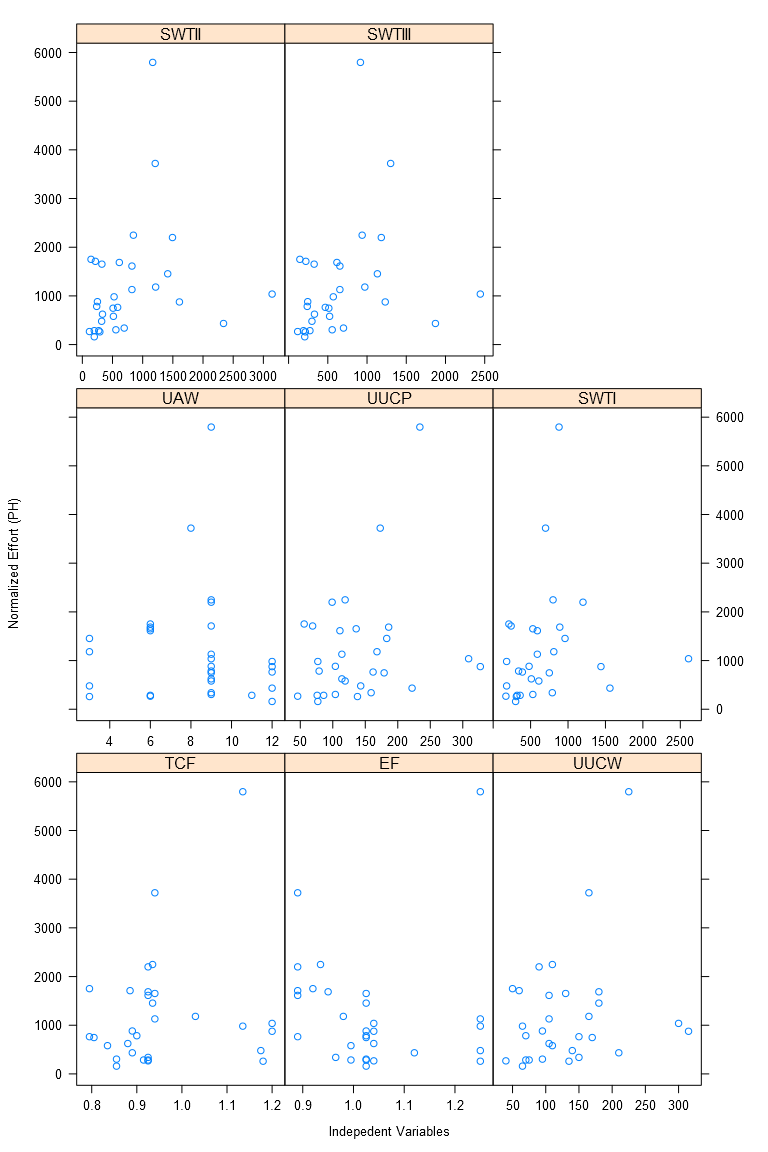 SWTII SWTIII
6000
5000
4000
3000
2000
1000
0
0 500 1000 1500 2000 2500 3000 500 1000 1500 2000 2500
UAW UUCP SWTI
6000
5000
4000
3000
2000
1000
0
4 6 8 10 12 50 100 150 200 250 300 500 1000 1500 2000 2500
Normalized Effort (PH)
TCF EF UUCW
6000
5000
4000
3000
2000
1000
0
0.8 0.9 1.0 1.1 1.2 0.9 1.0 1.1 1.2 50 100 150 200 250 300
Indepedent Variables